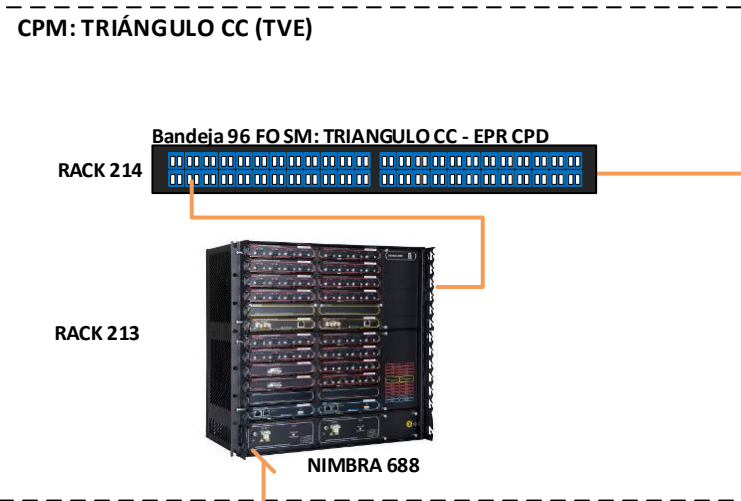 CPM: TRIÁNGULO CC (TVE)
Bandeja 96 FO SM: TRIANGULO CC - EPR CPD
RACK 214
RACK 213
NIMBRA 688